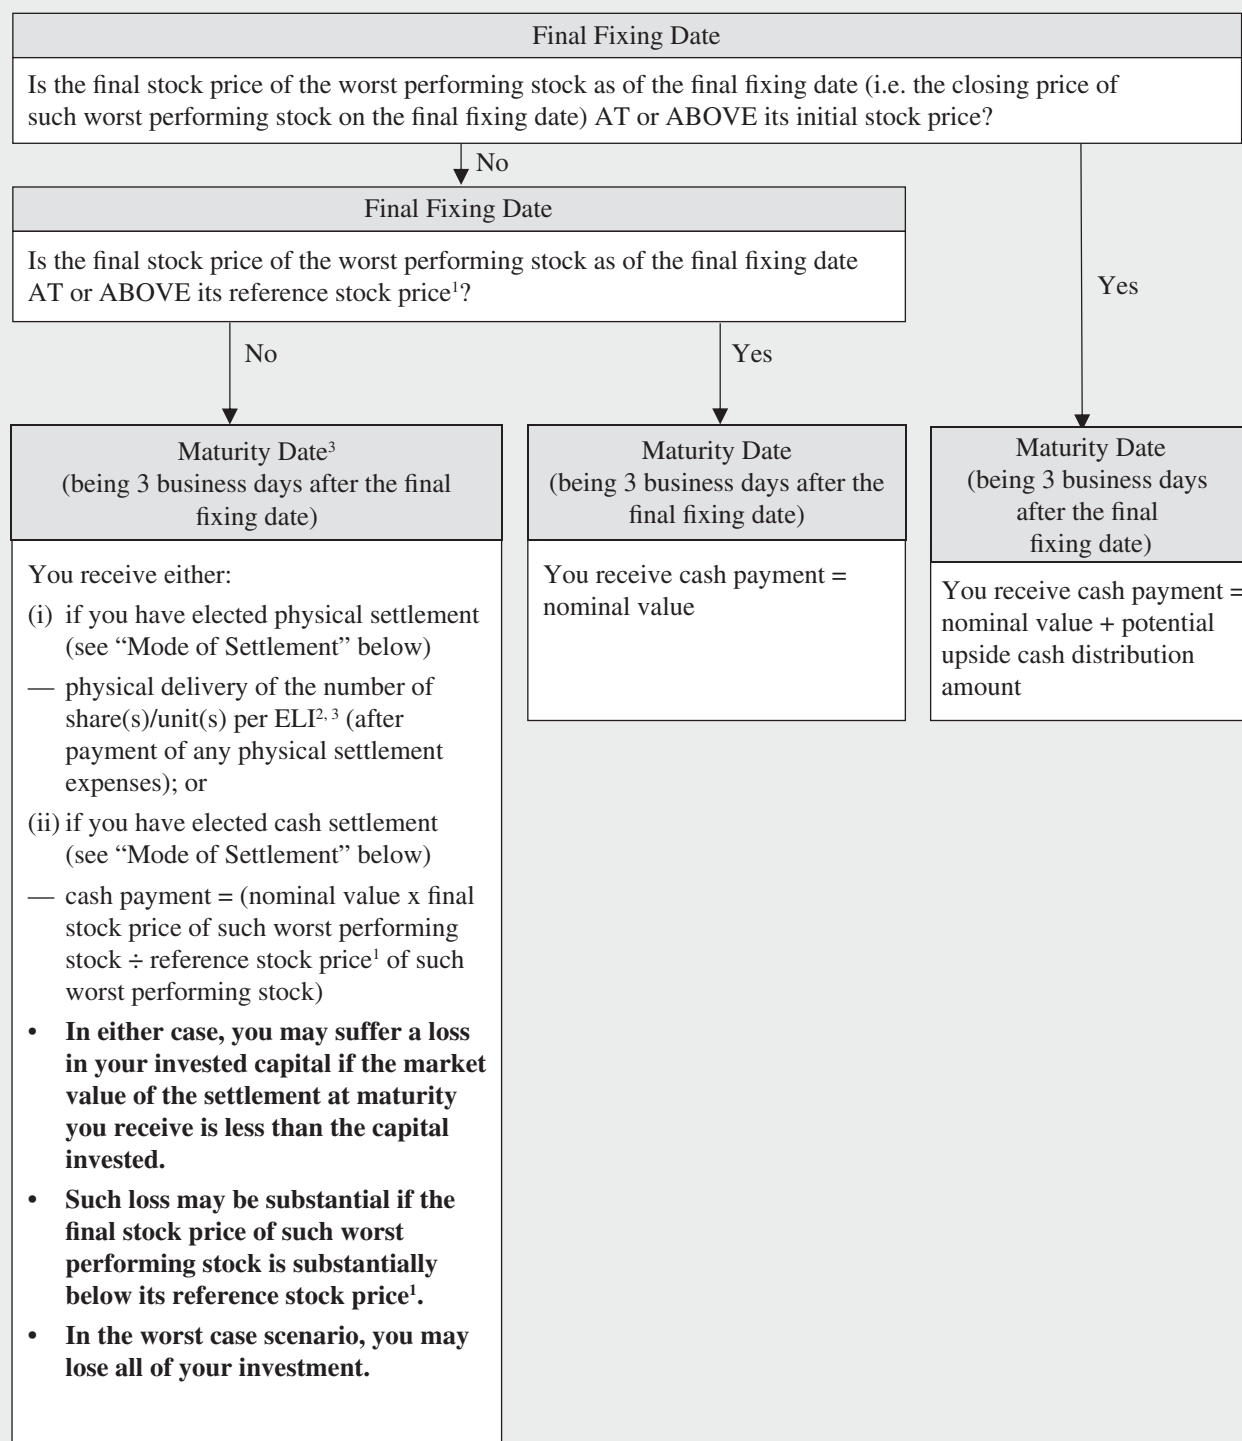 Final Fixing Date
Is the final stock price of the worst performing stock as of the final fixing date (i.e. the closing price of
such worst performing stock on the final fixing date) AT or ABOVE its initial stock price?
No
Final Fixing Date
Is the final stock price of the worst performing stock as of the final fixing date
AT or ABOVE its reference stock price¹?
Yes
No
Yes
Maturity Date³
(being 3 business days after the final
fixing date)
You receive either:
(i) if you have elected physical settlement
(see “Mode of Settlement” below)
— physical delivery of the number of
share(s)/unit(s) per ELI²,³ (after
payment of any physical settlement
expenses); or
(ii) if you have elected cash settlement
(see “Mode of Settlement” below)
— cash payment = (nominal value x final
stock price of such worst performing
stock ÷ reference stock price¹ of such
worst performing stock)
• In either case, you may suffer a loss
in your invested capital if the market
value of the settlement at maturity
you receive is less than the capital
invested.
• Such loss may be substantial if the
final stock price of such worst
performing stock is substantially
below its reference stock price¹.
• In the worst case scenario, you may
lose all of your investment.
Maturity Date
(being 3 business days after the
final fixing date)
You receive cash payment =
nominal value
Maturity Date
(being 3 business days
after the final
fixing date)
You receive cash payment =
nominal value + potential
upside cash distribution
amount